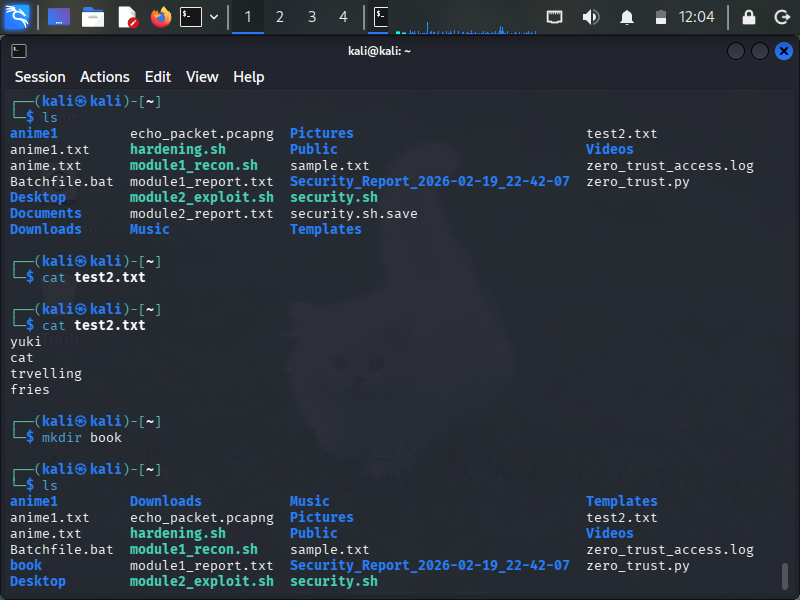 1 2 3 4 12:04
kali@kali: ~
Session Actions Edit View Help
┌──(kali㉿kali)-[~]
└─$ ls
anime1 echo_packet.pcapng Pictures test2.txt
anime1.txt hardening.sh Public Videos
anime.txt module1_recon.sh sample.txt zero_trust_access.log
Batchfile.bat module1_report.txt Security_Report_2026-02-19_22-42-07 zero_trust.py
Desktop module2_exploit.sh security.sh
Documents module2_report.txt security.sh.save
Downloads Music Templates
┌──(kali㉿kali)-[~]
└─$ cat test2.txt
┌──(kali㉿kali)-[~]
└─$ cat test2.txt
yuki
cat
trvelling
fries
┌──(kali㉿kali)-[~]
└─$ mkdir book
┌──(kali㉿kali)-[~]
└─$ ls
anime1 Downloads Music Templates
anime1.txt echo_packet.pcapng Pictures test2.txt
anime.txt hardening.sh Public Videos
Batchfile.bat module1_recon.sh sample.txt zero_trust_access.log
book module1_report.txt Security_Report_2026-02-19_22-42-07 zero_trust.py
Desktop module2_exploit.sh security.sh